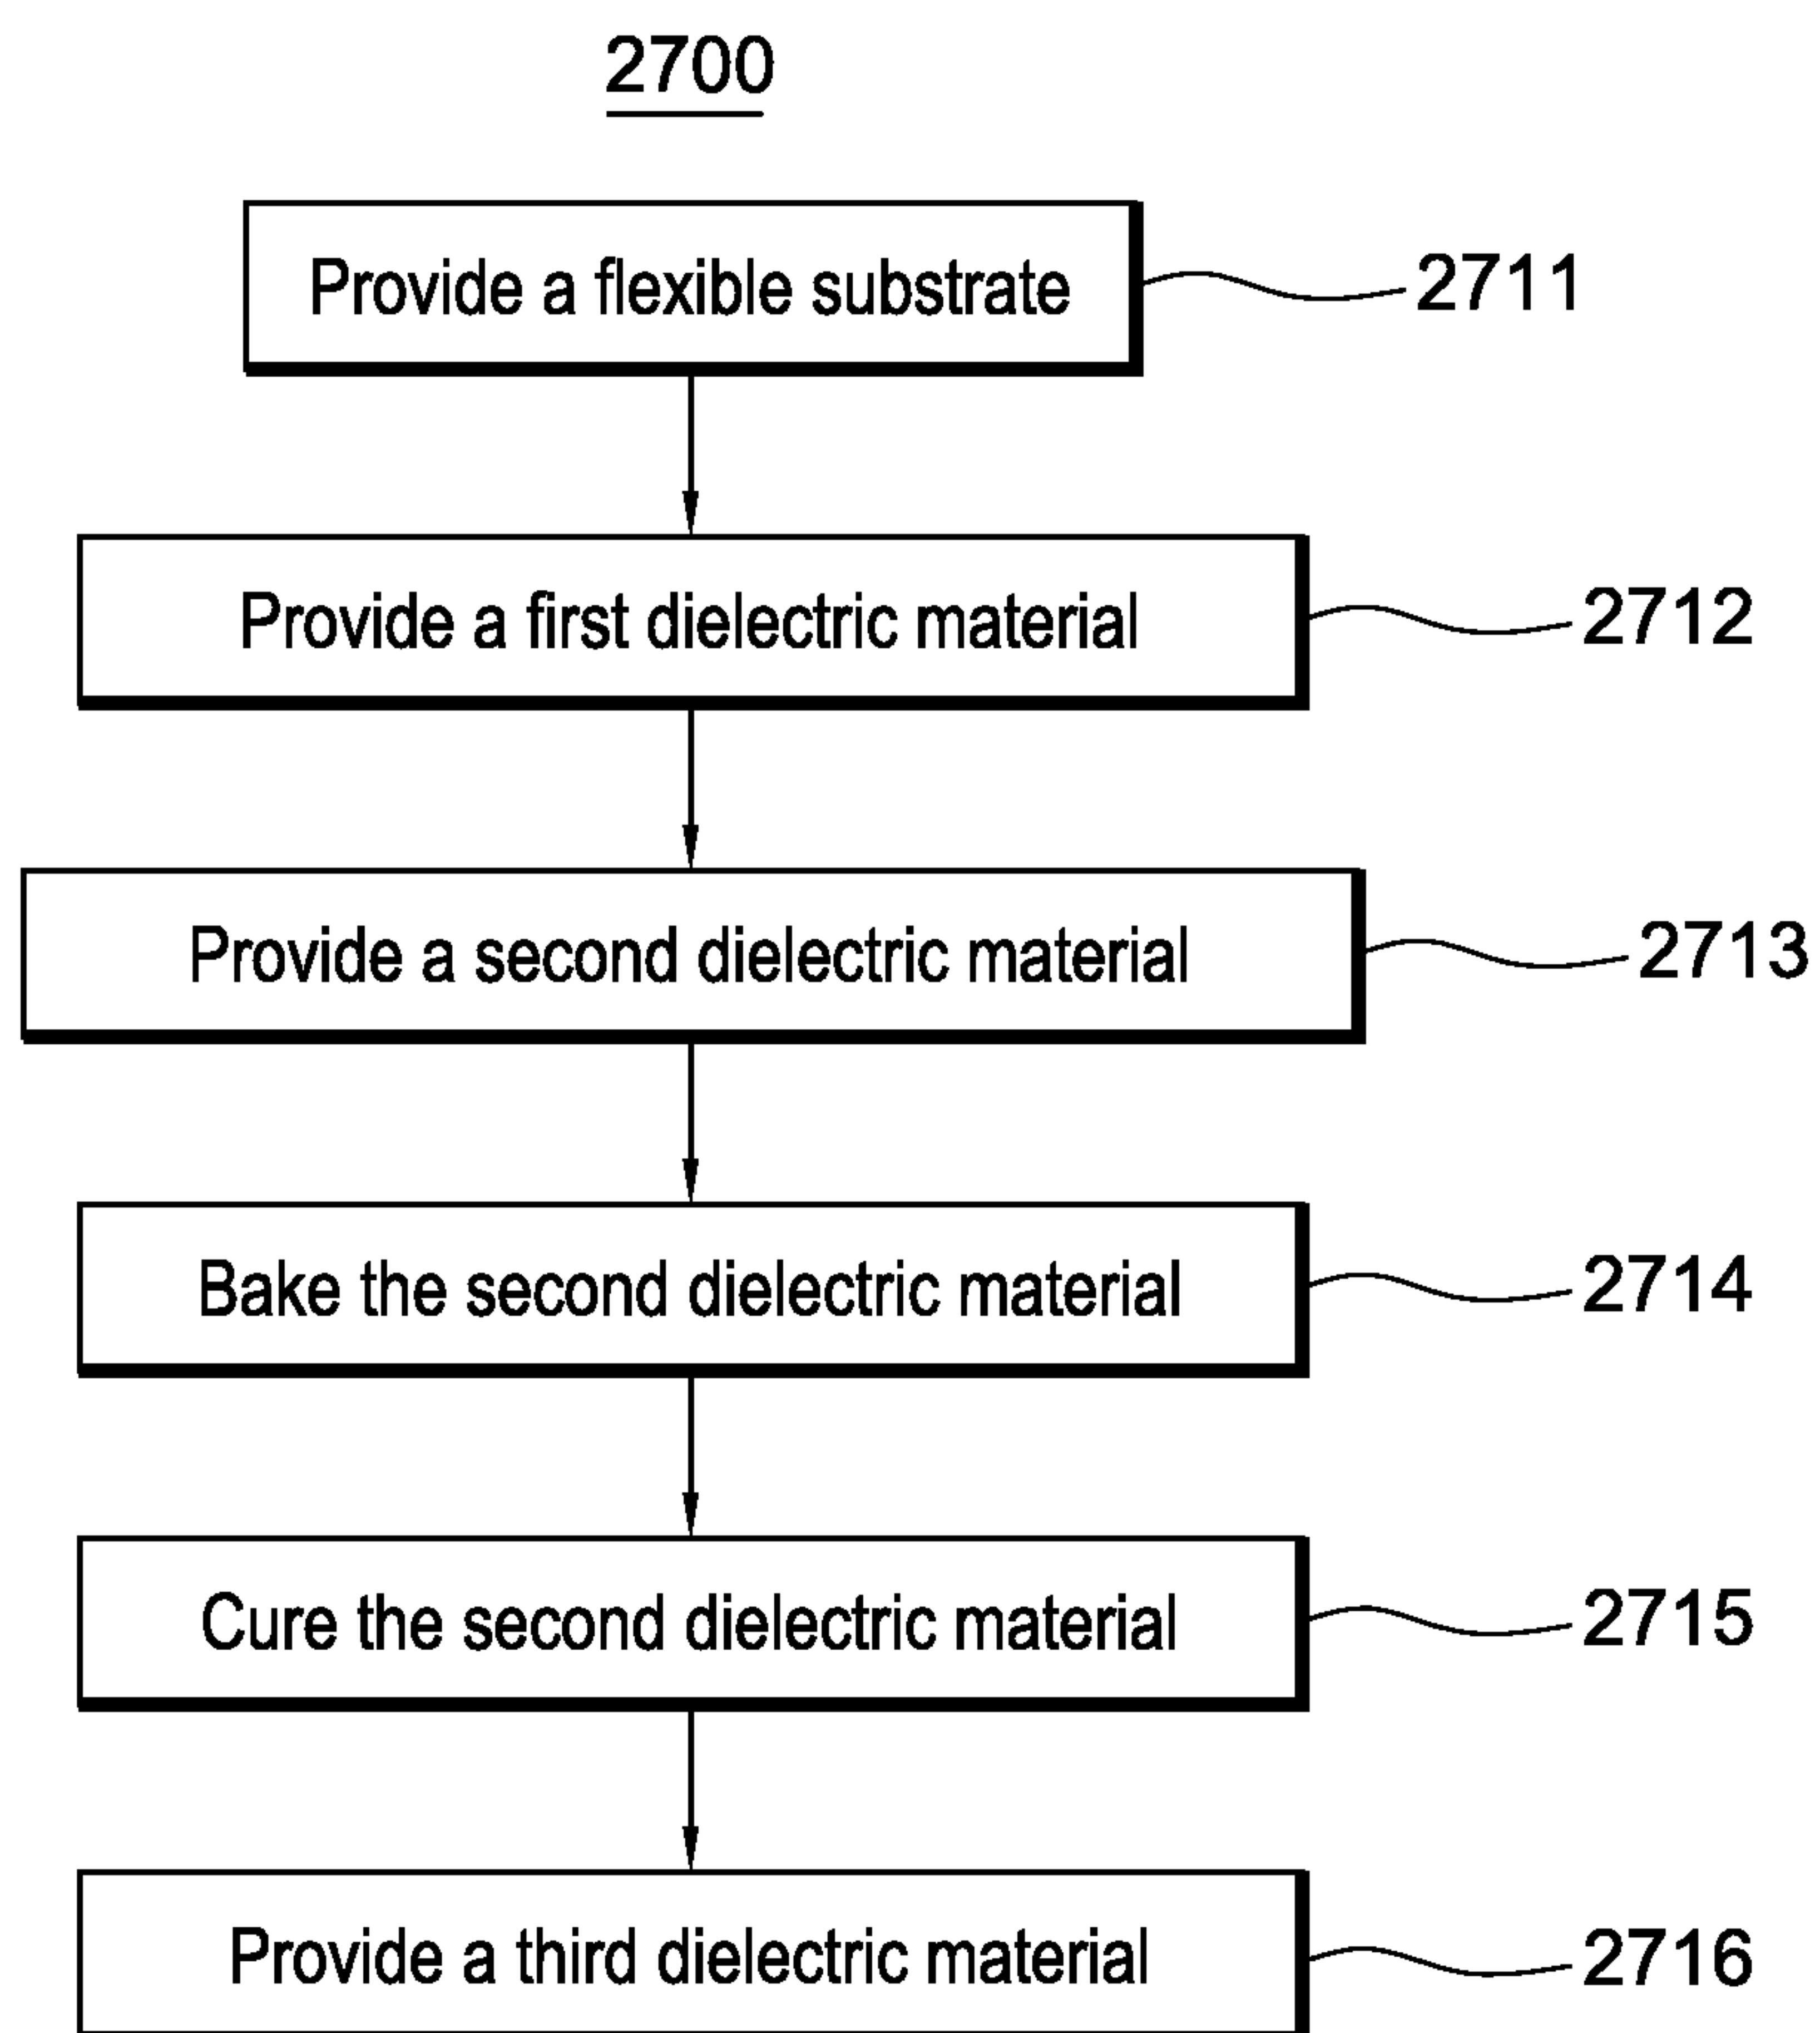 2700
Provide a flexible substrate 2711
Provide a first dielectric material 2712
Provide a second dielectric material 2713
Bake the second dielectric material 2714
Cure the second dielectric material 2715
Provide a third dielectric material 2716